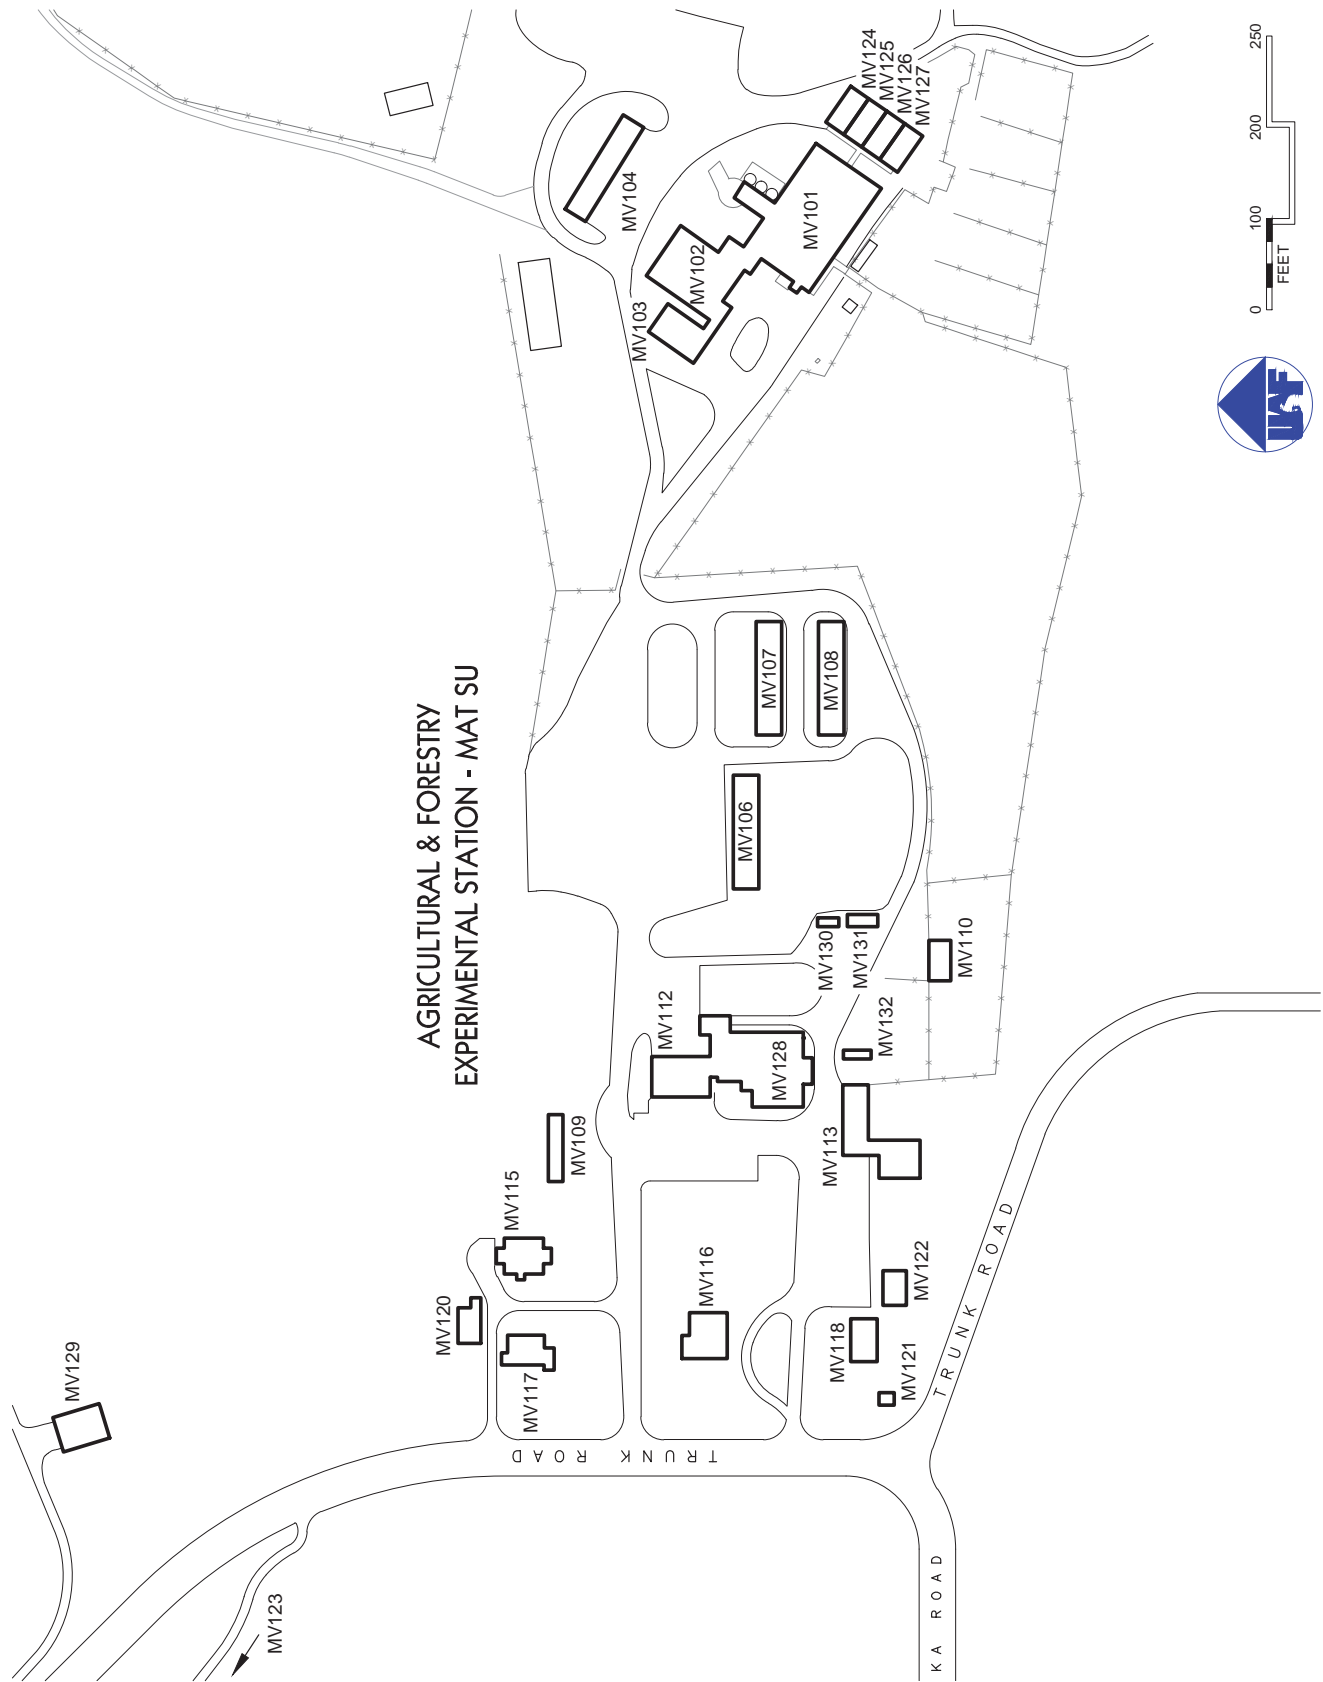 AGRICULTURAL & FORESTRY
EXPERIMENTAL STATION - MAT SU
MV129
MV120
MV115
MV117
MV109
MV123
TRUNK ROAD
MV116
MV112
MV128
MV118
MV121
MV122
MV113
MV132
MV130
MV131
MV110
MV106
MV107
MV108
TRUNK ROAD
KA ROAD
MV104
MV103
MV102
MV101
MV124
MV125
MV126
MV127
0
100
200
250
FEET
UAF